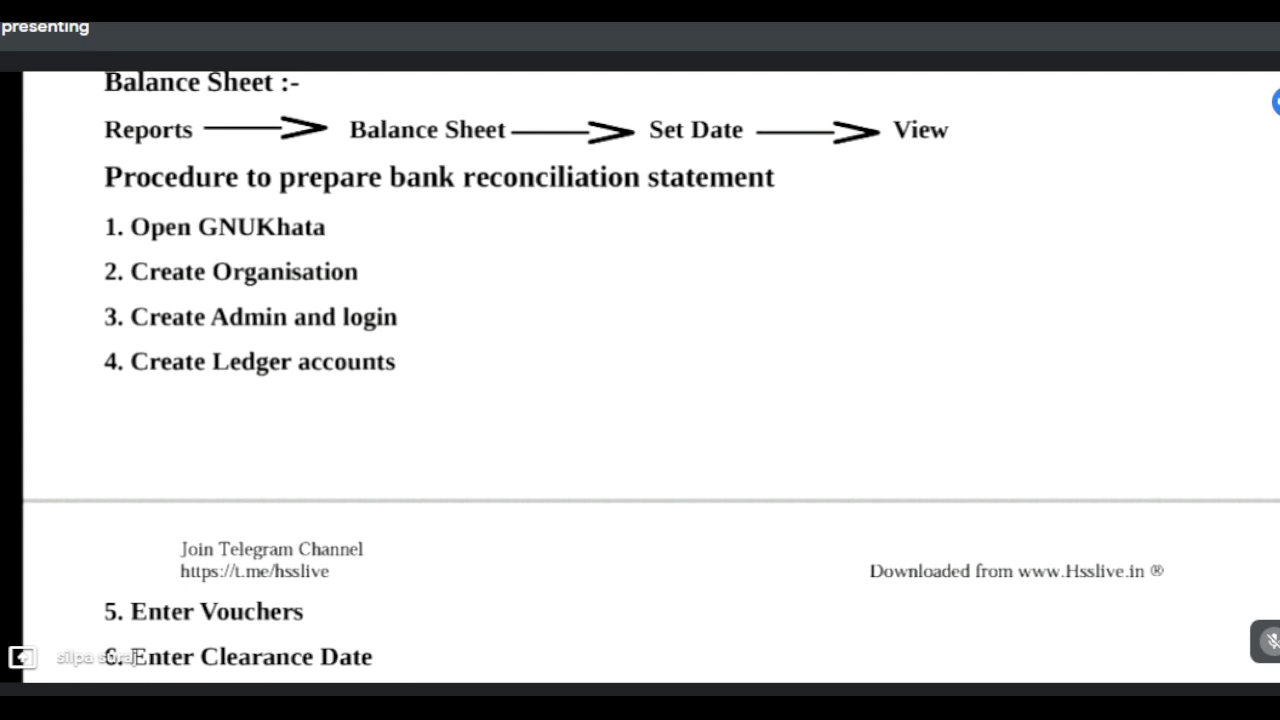 presenting
Balance Sheet :-
Reports Balance Sheet Set Date View
Procedure to prepare bank reconciliation statement
1. Open GNUKhata
2. Create Organisation
3. Create Admin and login
4. Create Ledger accounts
Join Telegram Channel
https://t.me/hsslive
Downloaded from www.Hsslive.in ®
5. Enter Vouchers
6. Enter Clearance Date
silpa